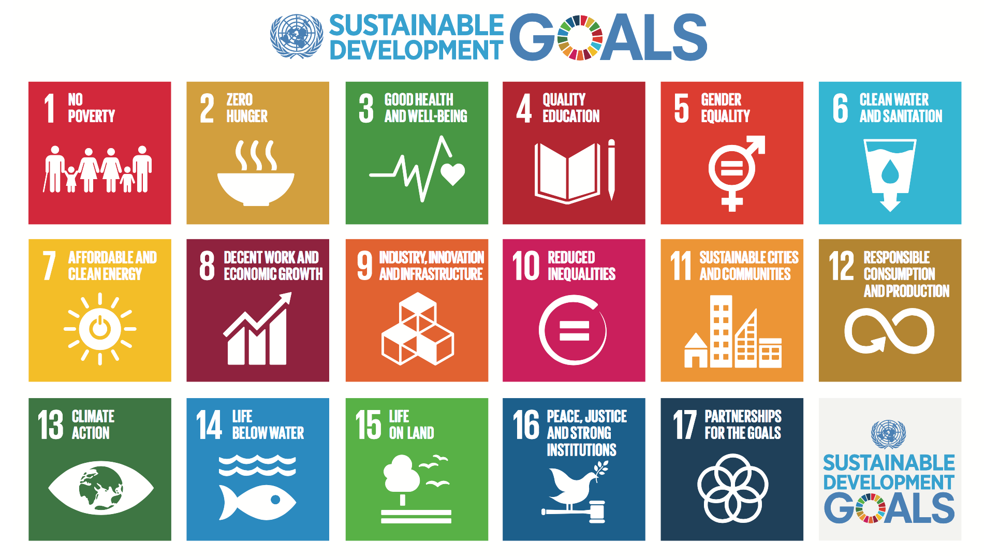 SUSTAINABLE
DEVELOPMENT
GOALS
1 NO
POVERTY
2 ZERO
HUNGER
3 GOOD HEALTH
AND WELL-BEING
4 QUALITY
EDUCATION
5 GENDER
EQUALITY
6 CLEAN WATER
AND SANITATION
7 AFFORDABLE AND
CLEAN ENERGY
8 DECENT WORK AND
ECONOMIC GROWTH
9 INDUSTRY, INNOVATION
AND INFRASTRUCTURE
10 REDUCED
INEQUALITIES
11 SUSTAINABLE CITIES
AND COMMUNITIES
12 RESPONSIBLE
CONSUMPTION
AND PRODUCTION
13 CLIMATE
ACTION
14 LIFE
BELOW WATER
15 LIFE
ON LAND
16 PEACE, JUSTICE
AND STRONG
INSTITUTIONS
17 PARTNERSHIPS
FOR THE GOALS
SUSTAINABLE
DEVELOPMENT
GOALS